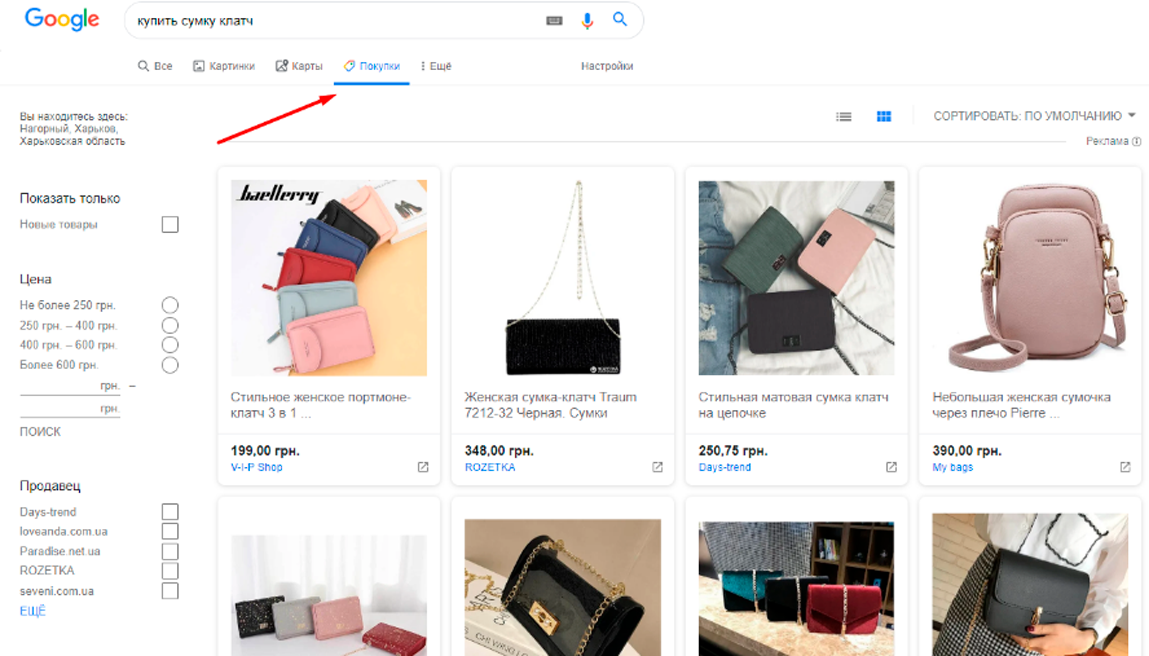 Google
купить сумку клатч
Все
Картинки
Карты
Покупки
Ещё
Настройки
Вы находитесь здесь:
Нагорный, Харьков,
Харьковская область
СОРТИРОВАТЬ: ПО УМОЛЧАНИЮ
Реклама
Показать только
Новые товары
Цена
Не более 250 грн.
250 грн. – 400 грн.
400 грн. – 600 грн.
Более 600 грн.
грн. –
грн.
ПОИСК
Продавец
Days-trend
loveanda.com.ua
Paradise.net.ua
ROZETKA
seveni.com.ua
ЕЩЁ
baellerry
Стильное женское портмоне-
клатч 3 в 1 ...
199,00 грн.
V-I-P Shop
ROZETKA
Женская сумка-клатч Traum
7212-32 Черная. Сумки
348,00 грн.
ROZETKA
Стильная матовая сумка клатч
на цепочке
250,75 грн.
Days-trend
Небольшая женская сумочка
через плечо Pierre ...
390,00 грн.
My bags